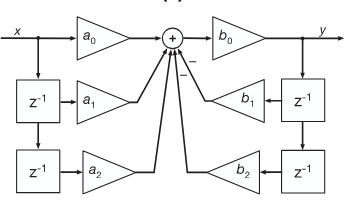 x a₀ + b₀ y
– –
z⁻¹ a₁ b₁ z⁻¹
z⁻¹ a₂ b₂ z⁻¹